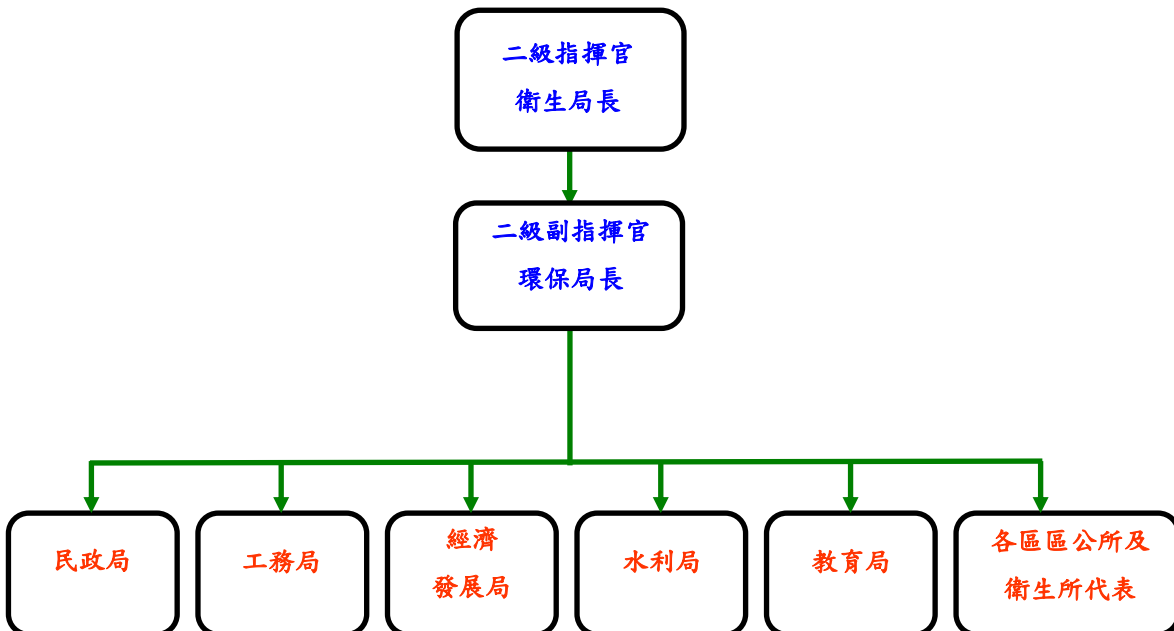 二級指揮官
衛生局長
二級副指揮官
環保局長
民政局
工務局
經濟
發展局
水利局
教育局
各區區公所及
衛生所代表